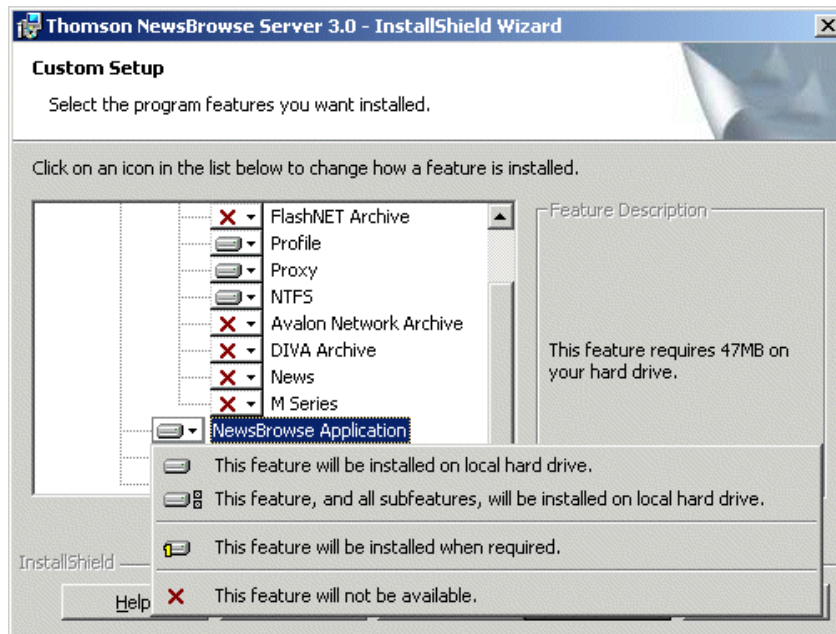 Thomson NewsBrowse Server 3.0 - InstallShield Wizard
Custom Setup
Select the program features you want installed.
Click on an icon in the list below to change how a feature is installed.
FlashNET Archive
Profile
Proxy
NTFS
Avalon Network Archive
DIVA Archive
News
M Series
NewsBrowse Application
Feature Description
This feature requires 47MB on
your hard drive.
This feature will be installed on local hard drive.
This feature, and all subfeatures, will be installed on local hard drive.
This feature will be installed when required.
This feature will not be available.
InstallShield
Help